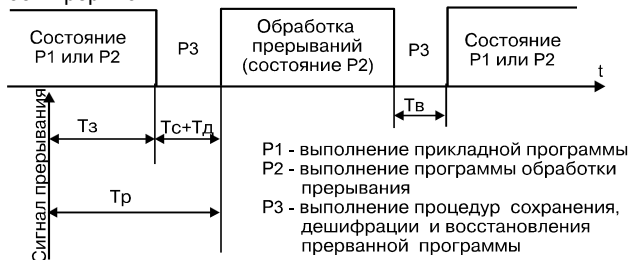 Состояние
Р1 или Р2
Р3
Обработка
прерываний
(состояние Р2)
Р3
Состояние
Р1 или Р2
t
Сигнал прерывания
Тз
Тс+Тд
Тв
Тр
Р1 - выполнение прикладной программы
Р2 - выполнение программы обработки
прерывания
Р3 - выполнение процедур сохранения,
дешифрации и восстановления
прерванной программы